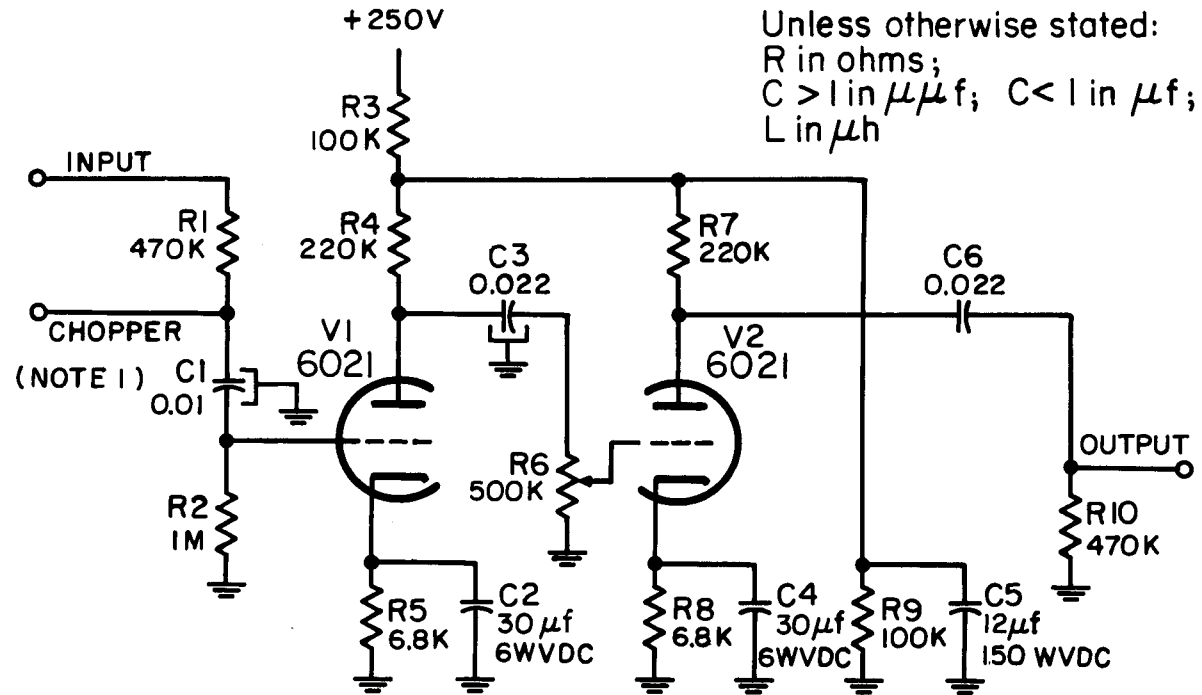 +250V
Unless otherwise stated:
R in ohms;
C > 1 in μμf; C < 1 in μf;
L in μh
R3
100K
INPUT
R1
470K
R4
220K
R7
220K
C3
0.022
C6
0.022
CHOPPER
(NOTE 1)
V1
6021
V2
6021
C1
0.01
R6
500K
OUTPUT
R2
1M
R10
470K
R5
6.8K
C2
30μf
6WVDC
R8
6.8K
C4
30μf
6WVDC
R9
100K
C5
12μf
150 WVDC